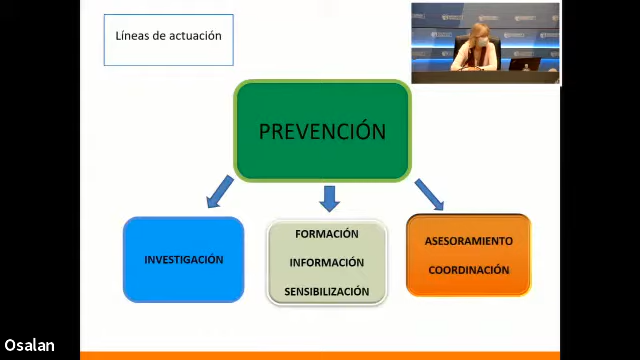 Líneas de actuación
PREVENCIÓN
INVESTIGACIÓN
FORMACIÓN
INFORMACIÓN
SENSIBILIZACIÓN
ASESORAMIENTO
COORDINACIÓN
Osalan